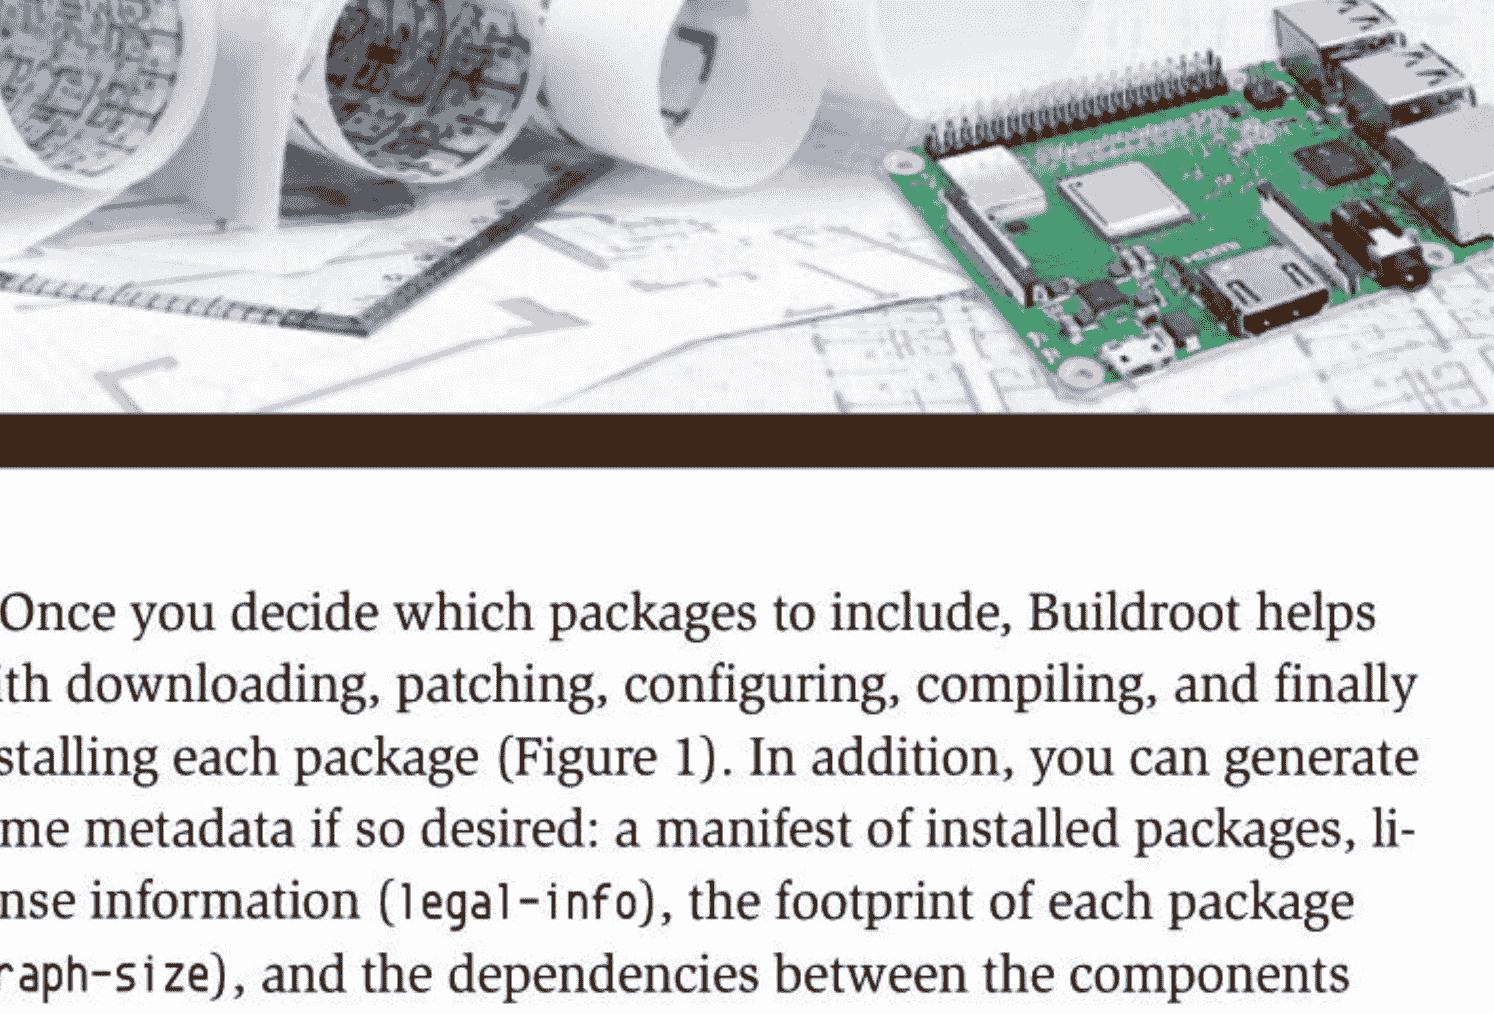 HDMI
Once you decide which packages to include, Buildroot helps
ith downloading, patching, configuring, compiling, and finally
stalling each package (Figure 1). In addition, you can generate
me metadata if so desired: a manifest of installed packages, li-
nse information (legal-info), the footprint of each package
raph-size), and the dependencies between the components